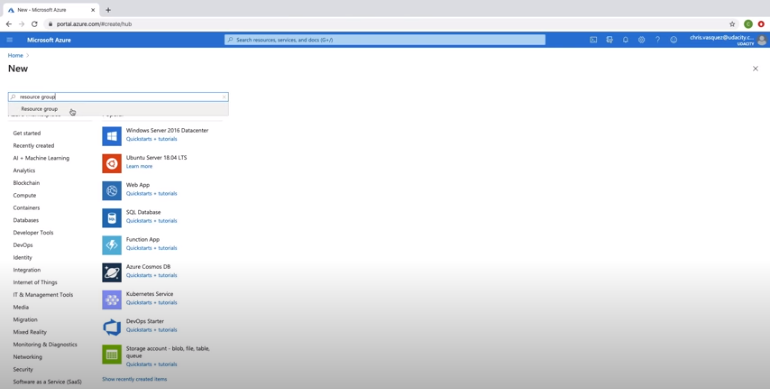 New - Microsoft Azure
portal.azure.com/#create/hub
Microsoft Azure
Search resources, services, and docs (G+/)
chris.vasquez@udacity.c...
UDACITY
Home
New
resource group
Resource group
Get started
Recently created
AI + Machine Learning
Analytics
Blockchain
Compute
Containers
Databases
Developer Tools
DevOps
Identity
Integration
Internet of Things
IT & Management Tools
Media
Migration
Mixed Reality
Monitoring & Diagnostics
Networking
Security
Software as a Service (SaaS)
Windows Server 2016 Datacenter
Quickstarts + tutorials
Ubuntu Server 18.04 LTS
Learn more
Web App
Quickstarts + tutorials
SQL Database
Quickstarts + tutorials
Function App
Quickstarts + tutorials
Azure Cosmos DB
Quickstarts + tutorials
Kubernetes Service
Quickstarts + tutorials
DevOps Starter
Quickstarts + tutorials
Storage account - blob, file, table,
queue
Quickstarts + tutorials
Show recently created items